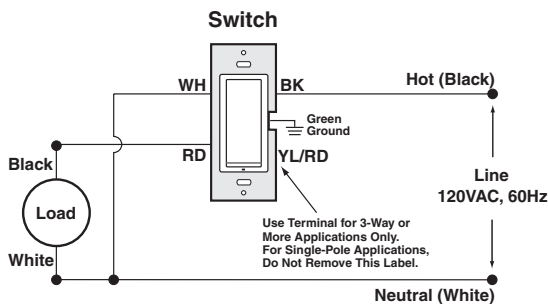 Switch
WH
BK
Hot (Black)
Green
Ground
RD
YL/RD
Black
Line
120VAC, 60Hz
Load
Use Terminal for 3-Way or
More Applications Only.
For Single-Pole Applications,
Do Not Remove This Label.
White
Neutral (White)